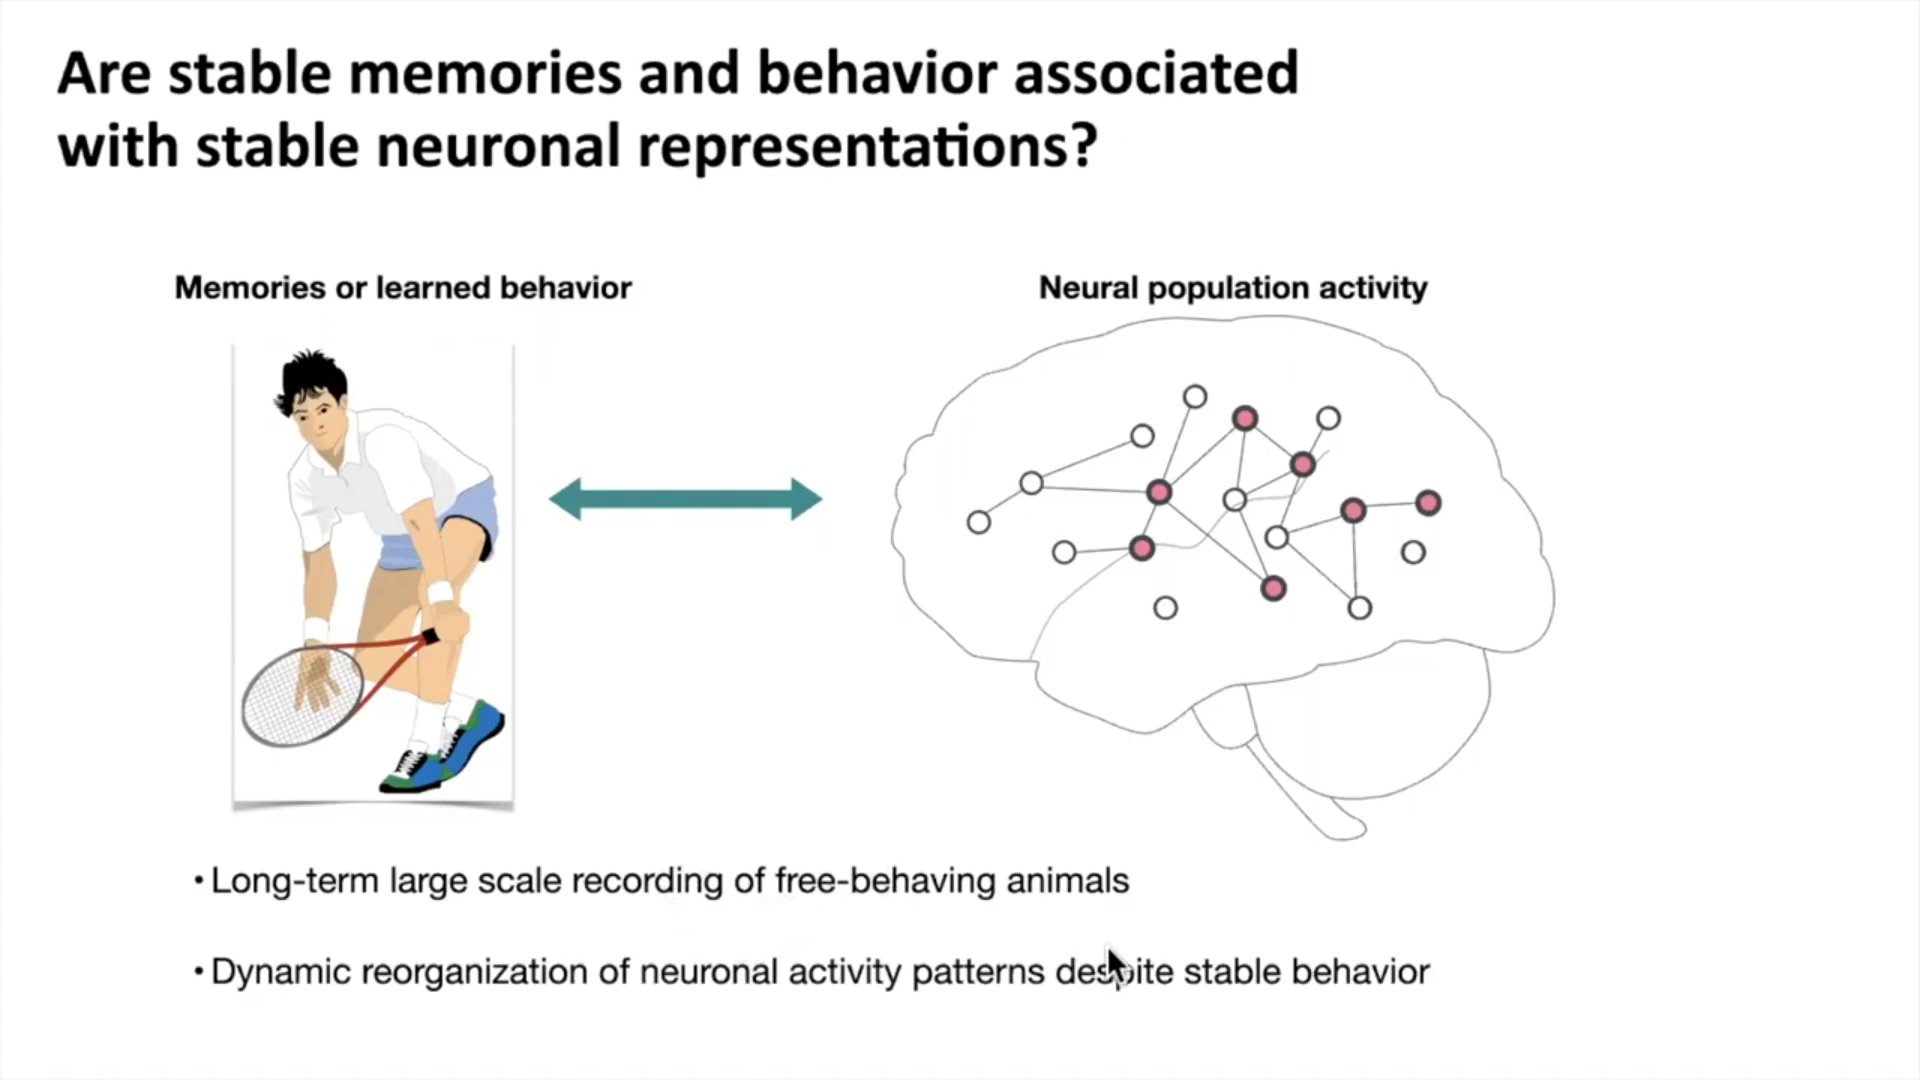 Are stable memories and behavior associated
with stable neuronal representations?
Memories or learned behavior
Neural population activity
• Long-term large scale recording of free-behaving animals
• Dynamic reorganization of neuronal activity patterns despite stable behavior